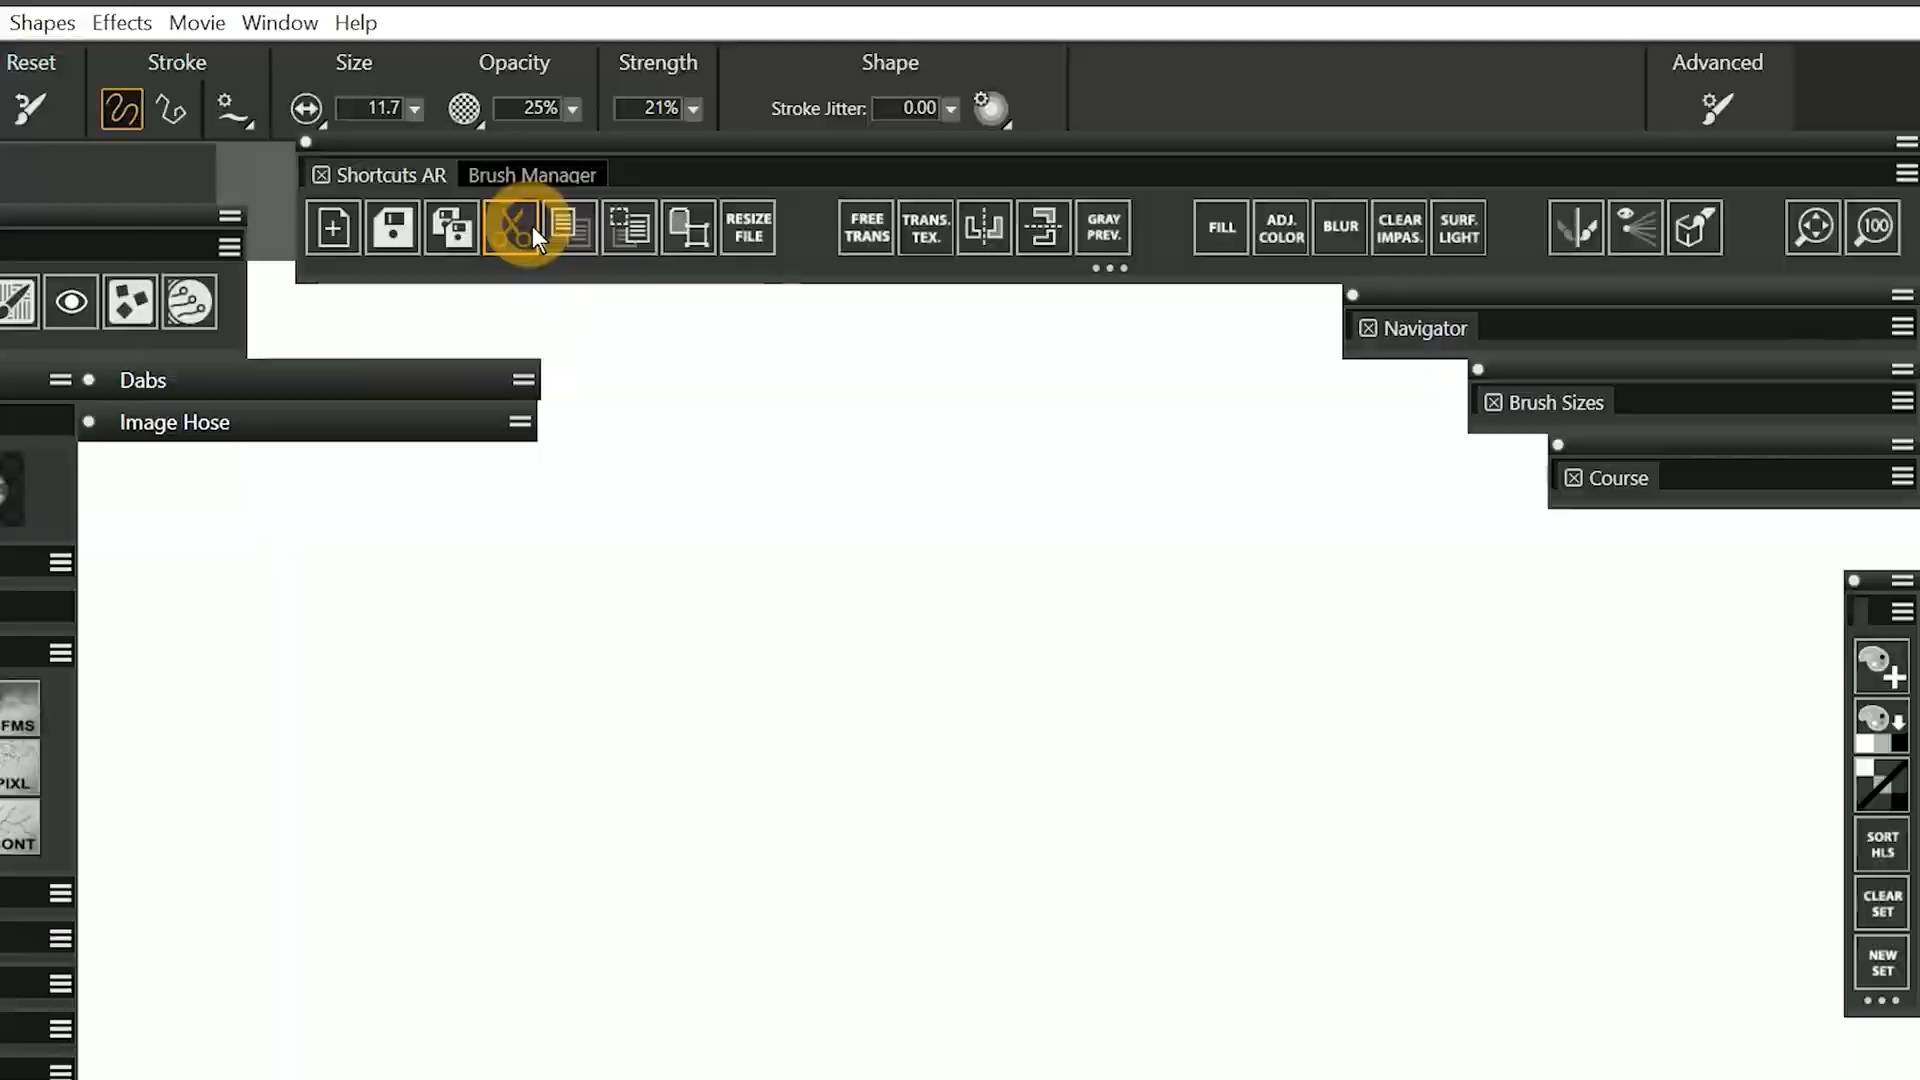 Shapes Effects Movie Window Help
Reset Stroke Size Opacity Strength Shape Advanced
11.7 25% 21% Stroke Jitter: 0.00
Shortcuts AR Brush Manager
RESIZE FILE
FREE TRANS
TRANS. TEX.
GRAY PREV.
FILL
ADJ. COLOR
BLUR
CLEAR IMPAS.
SURF. LIGHT
100
Navigator
Dabs
Brush Sizes
Image Hose
Course
FMS
PIXL
ONT
SORT HLS
CLEAR SET
NEW SET